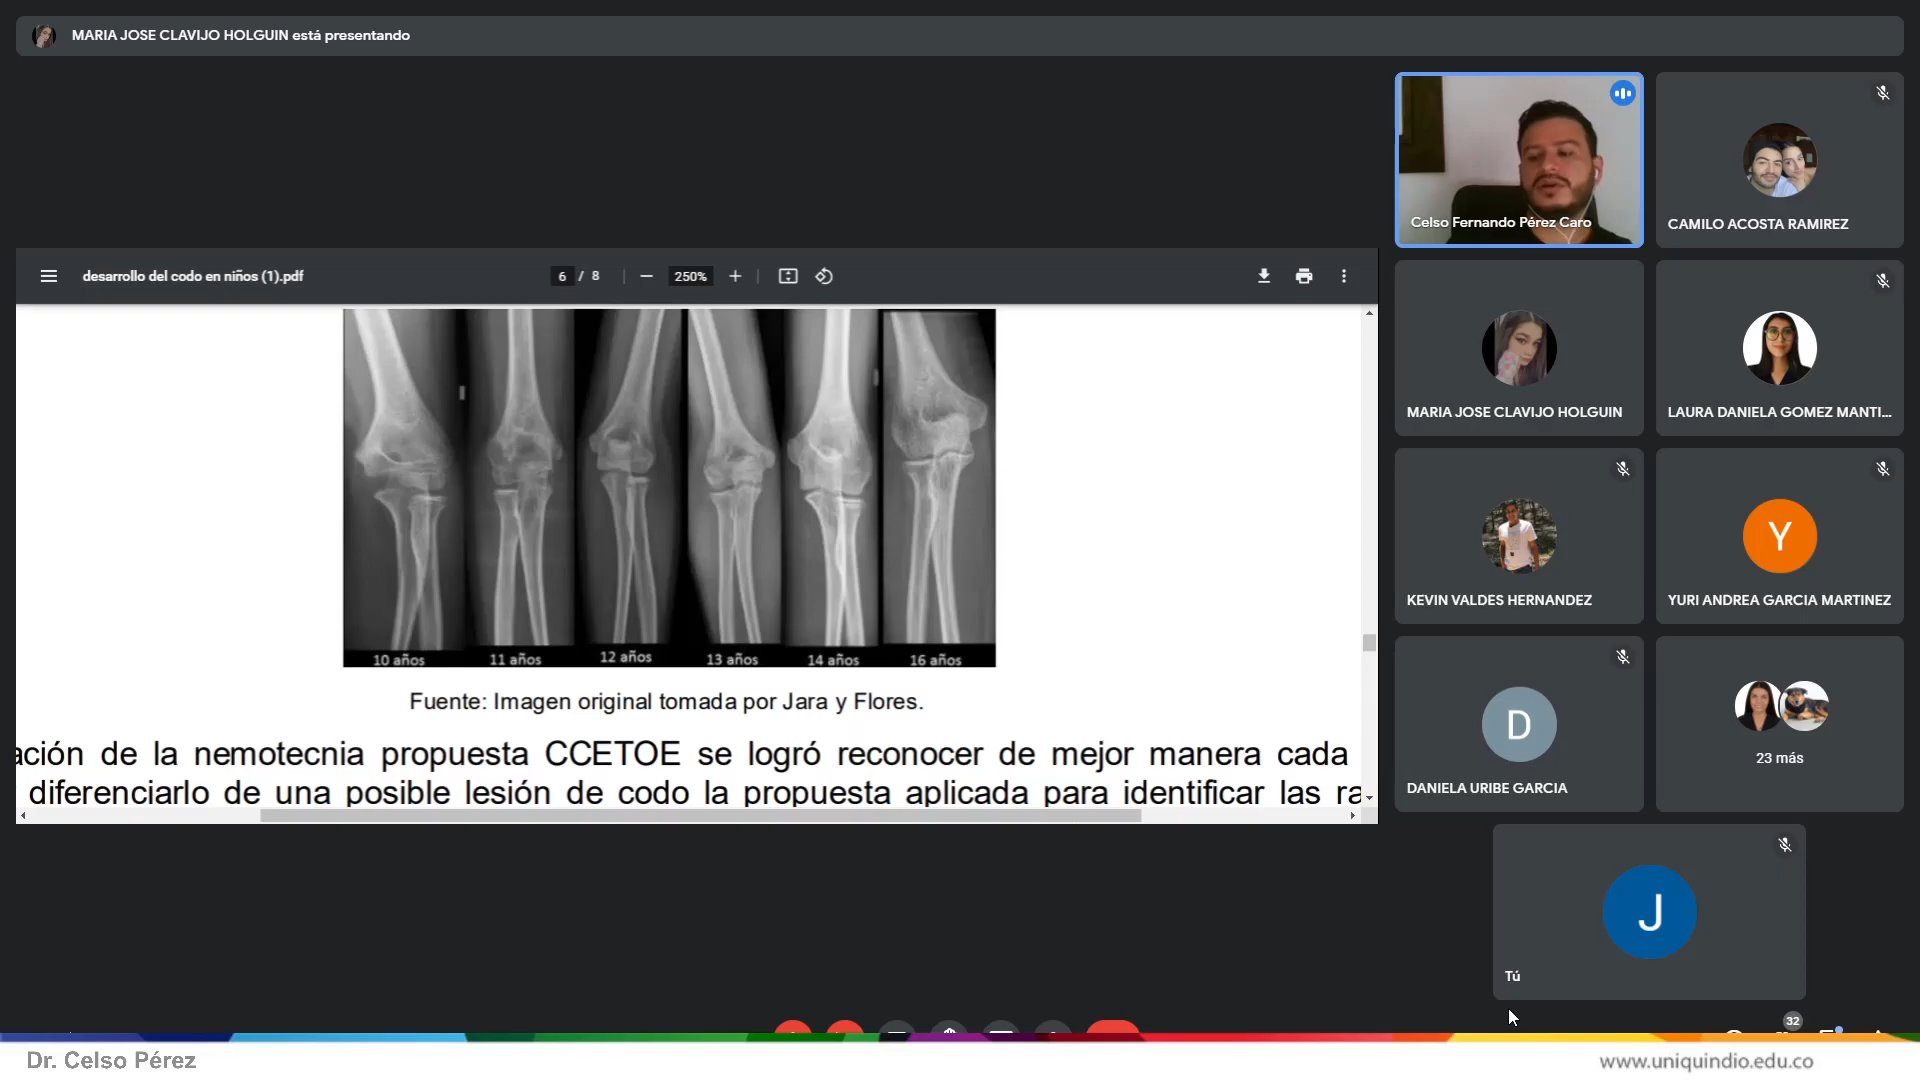 MARIA JOSE CLAVIJO HOLGUIN está presentando
Celso Fernando Pérez Caro
CAMILO ACOSTA RAMIREZ
desarrollo del codo en niños (1).pdf
6 / 8
250%
MARIA JOSE CLAVIJO HOLGUIN
LAURA DANIELA GOMEZ MANTI...
10 años
11 años
12 años
13 años
14 años
16 años
Fuente: Imagen original tomada por Jara y Flores.
ación de la nemotecnia propuesta CCETOE se logró reconocer de mejor manera cada
diferenciarlo de una posible lesión de codo la propuesta aplicada para identificar las ra
KEVIN VALDES HERNANDEZ
Y
YURI ANDREA GARCIA MARTINEZ
D
DANIELA URIBE GARCIA
23 más
J
Tú
32
Dr. Celso Pérez
www.uniquindio.edu.co